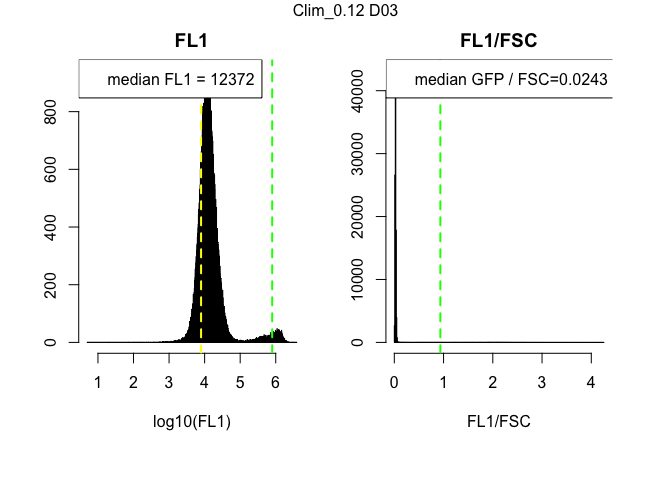 Clim_0.12 D03
FL1
median FL1 = 12372
0
200
400
600
800
1 2 3 4 5 6
log10(FL1)
FL1/FSC
median GFP / FSC=0.0243
0
10000
20000
30000
40000
0 1 2 3 4
FL1/FSC